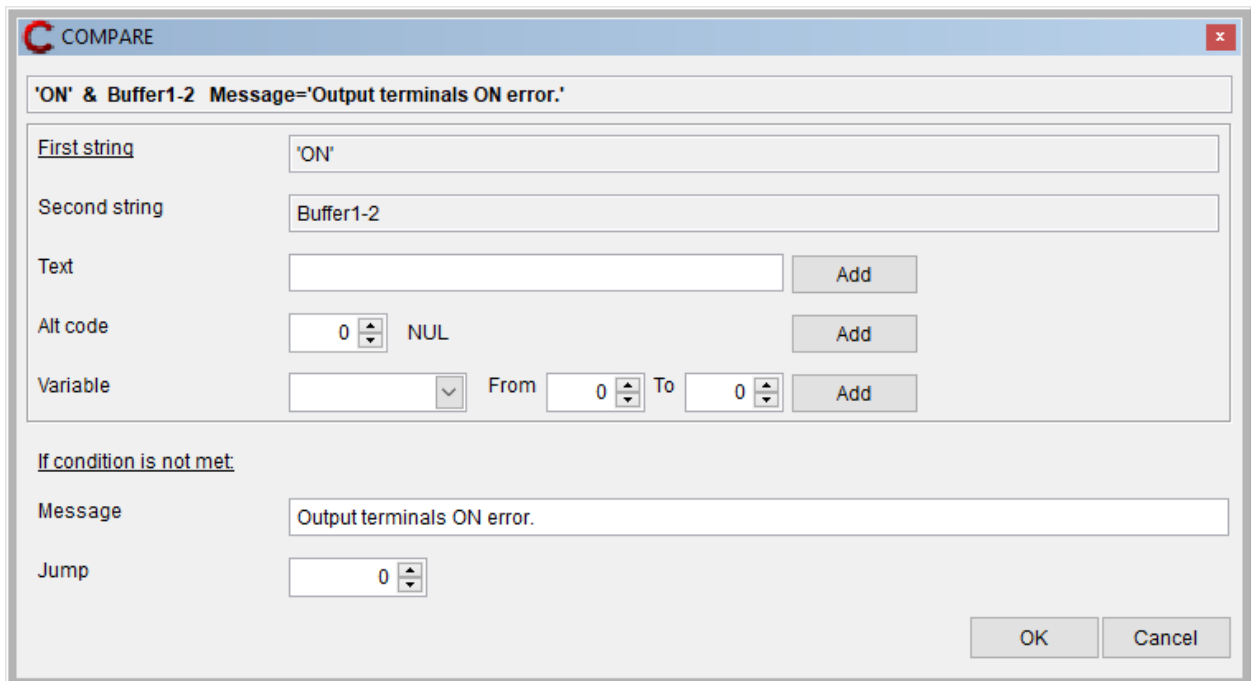 COMPARE
'ON' & Buffer1-2 Message='Output terminals ON error.'
First string 'ON'
Second string Buffer1-2
Text Add
Alt code 0 NUL Add
Variable From 0 To 0 Add
If condition is not met:
Message Output terminals ON error.
Jump 0
OK Cancel